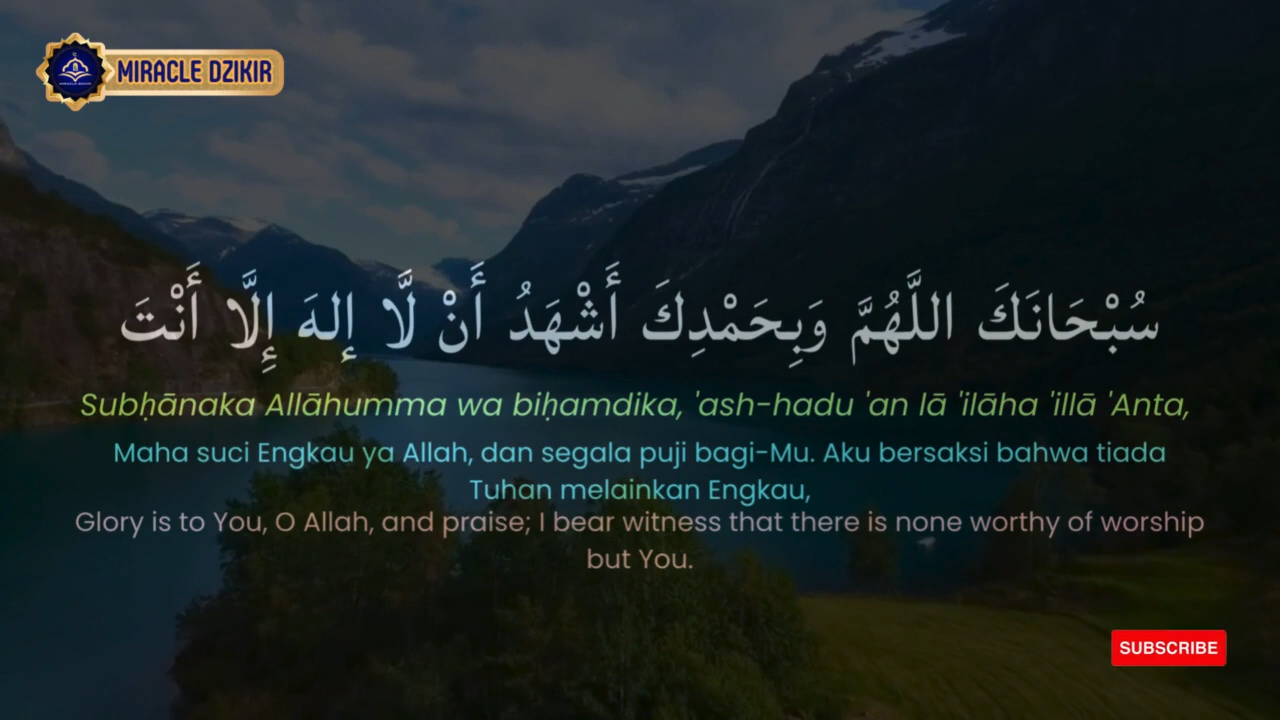 MIRACLE DZIKIR
سُبْحَانَكَ اللَّهُمَّ وَبِحَمْدِكَ أَشْهَدُ أَنْ لَّا إِلهَ إِلَّا أَنْتَ
Subḥānaka Allāhumma wa biḥamdika, 'ash-hadu 'an lā 'ilāha 'illā 'Anta,
Maha suci Engkau ya Allah, dan segala puji bagi-Mu. Aku bersaksi bahwa tiada
Tuhan melainkan Engkau,
Glory is to You, O Allah, and praise; I bear witness that there is none worthy of worship
but You.
SUBSCRIBE